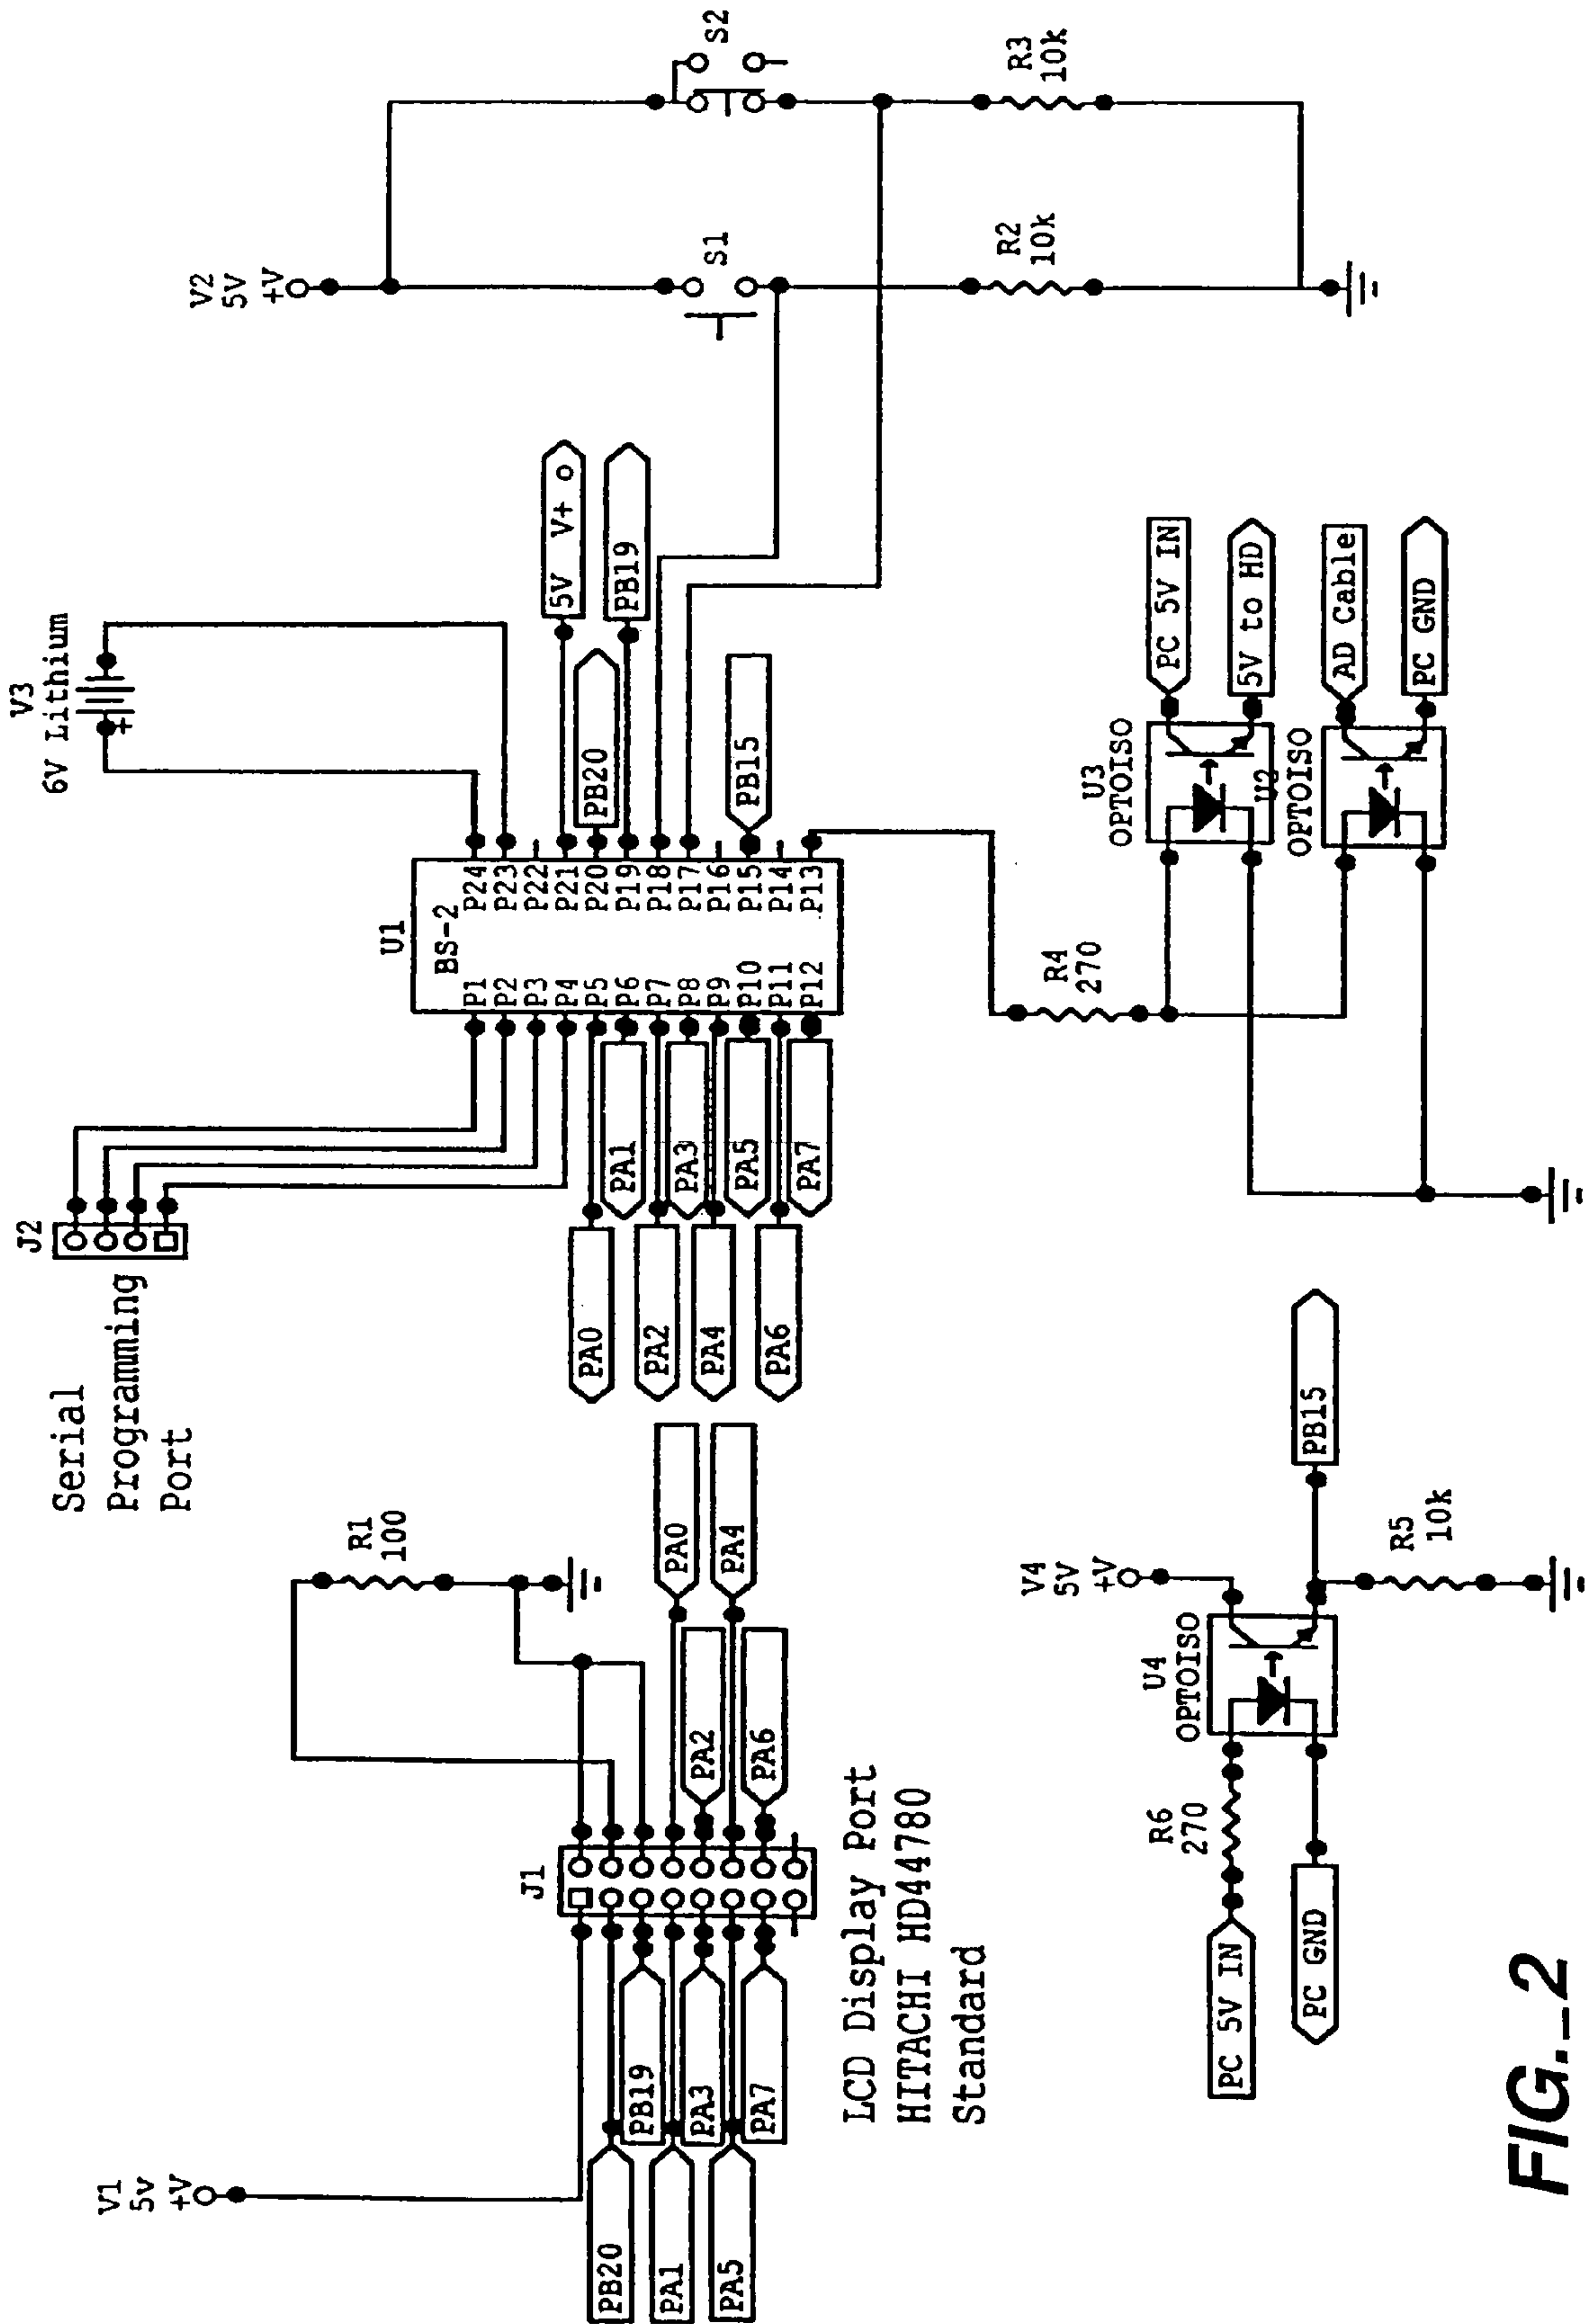 V1
5v
+V
PB20
PA1
PA5
PB19
PA3
PA7
J1
PA2
PA6
PA0
PA4
R1
100
LCD Display Port
HITACHI HD44780
Standard
Serial
Programming
Port
J2
PA0
PA2
PA4
PA6
PA1
PA3
PA5
PA7
U1
BS-2
P1
P2
P3
P4
P5
P6
P7
P8
P9
P10
P11
P12
P24
P23
P22
P21
P20
P19
P18
P17
P16
P15
P14
P13
V3
6V Lithium
+
5V V+ o
PB20
PB19
PB15
V2
5V
+V
S1
S2
R2
10k
R3
10k
R4
270
U3
OPTOISO
PC 5V IN
5V to HD
U2
OPTOISO
AD Cable
PC GND
V4
5V
+V
U4
OPTOISO
R6
270
PC 5V IN
PC GND
PB15
R5
10k
FIG._2